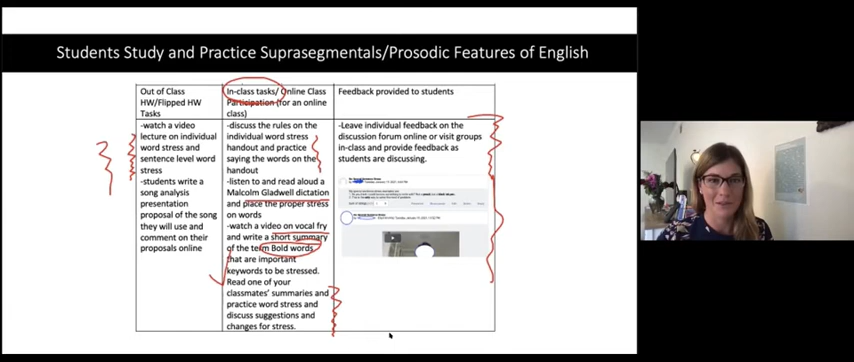 Students Study and Practice Suprasegmentals/Prosodic Features of English
Out of Class
HW/Flipped HW
Tasks
In-class tasks/ Online Class
Participation (for an online
class)
Feedback provided to students
-watch a video
lecture on individual
word stress and
sentence level word
stress
-students write a
song analysis
presentation
proposal of the song
they will use and
comment on their
proposals online
-discuss the rules on the
individual word stress
handout and practice
saying the words on the
handout
-listen to and read aloud a
Malcolm Gladwell dictation
and place the proper stress
on words
-watch a video on vocal fry
and write a short summary
of the term Bold words
that are important
keywords to be stressed.
Read one of your
classmates' summaries and
practice word stress and
discuss suggestions and
changes for stress.
-Leave individual feedback on the
discussion forum online or visit groups
in-class and provide feedback as
students are discussing.